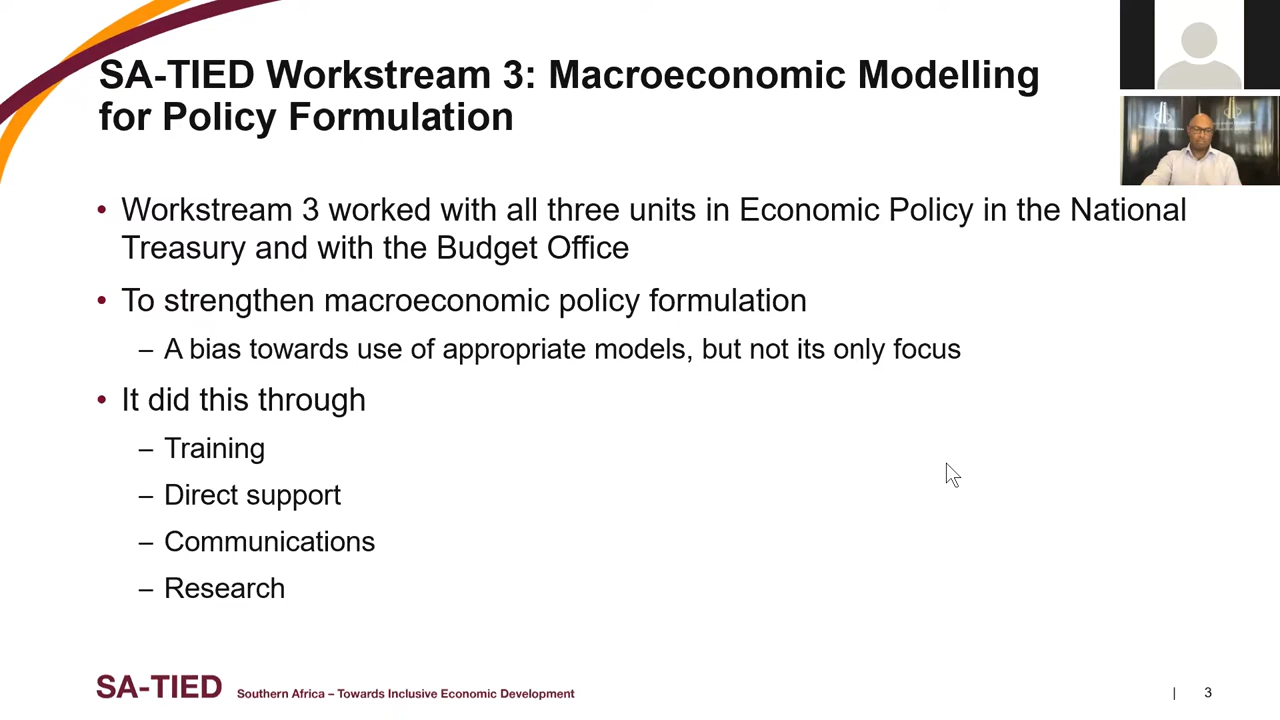 SA-TIED Workstream 3: Macroeconomic Modelling
for Policy Formulation
• Workstream 3 worked with all three units in Economic Policy in the National
Treasury and with the Budget Office
• To strengthen macroeconomic policy formulation
– A bias towards use of appropriate models, but not its only focus
• It did this through
– Training
– Direct support
– Communications
– Research
SA-TIED Southern Africa – Towards Inclusive Economic Development
| 3